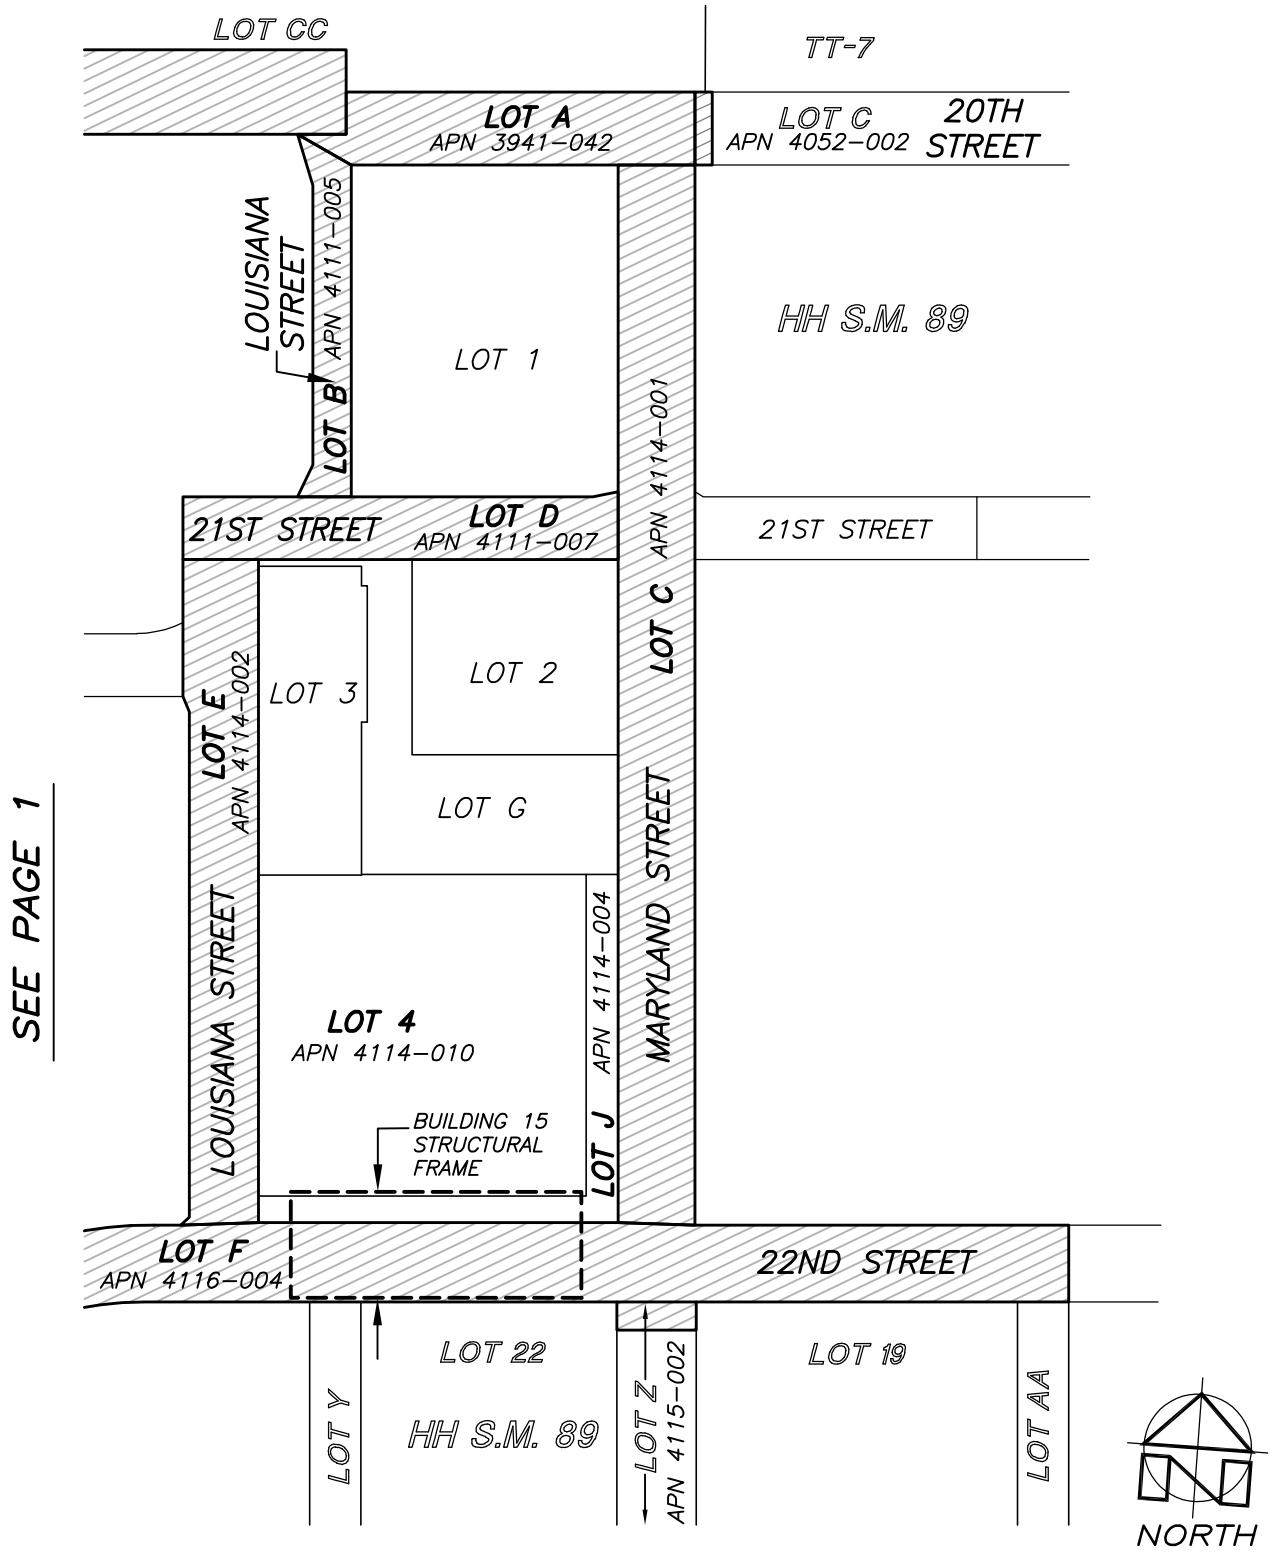 LOT CC
TT-7
LOT A
APN 3941-042
LOT C
APN 4052-002
20TH
STREET
LOUISIANA
STREET
LOT B APN 4111-005
LOT 1
HH S.M. 89
LOT C APN 4114-001
21ST STREET
LOT D
APN 4111-007
21ST STREET
LOT 3
LOT 2
LOT E
APN 4114-002
LOT G
MARYLAND STREET
SEE PAGE 1
LOUISIANA STREET
LOT 4
APN 4114-010
LOT J APN 4114-004
BUILDING 15
STRUCTURAL
FRAME
LOT F
APN 4116-004
22ND STREET
LOT 22
LOT 19
LOT Y
HH S.M. 89
LOT Z
APN 4115-002
LOT AA
N
NORTH